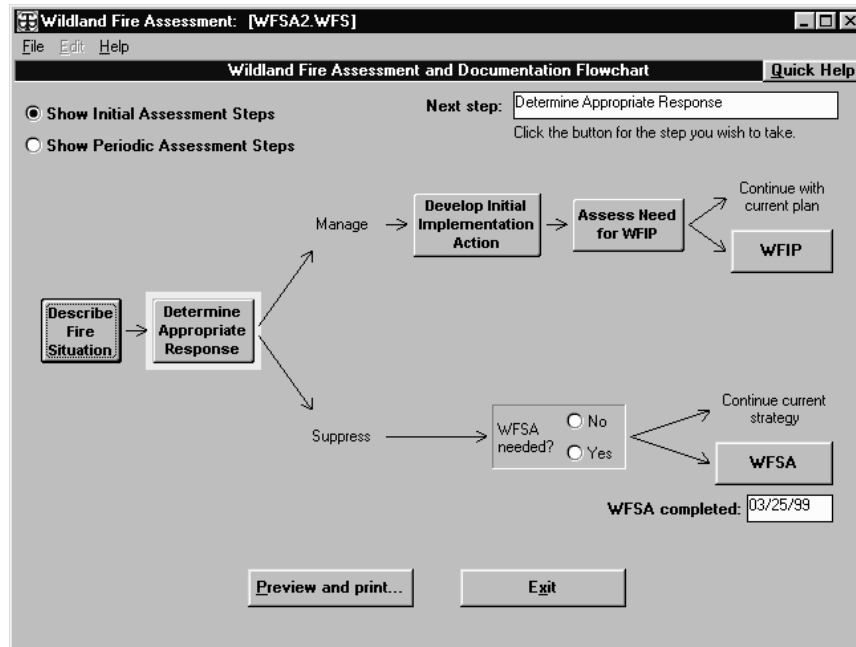 Wildland Fire Assessment: [WFSA2.WFS]
File Edit Help
Wildland Fire Assessment and Documentation Flowchart
Quick Help
Show Initial Assessment Steps
Show Periodic Assessment Steps
Next step:
Determine Appropriate Response
Click the button for the step you wish to take.
Manage
Develop Initial
Implementation
Action
Assess Need
for WFIP
Continue with
current plan
WFIP
Describe
Fire
Situation
Determine
Appropriate
Response
Suppress
WFSA
needed?
No
Yes
Continue current
strategy
WFSA
WFSA completed:
03/25/99
Preview and print...
Exit